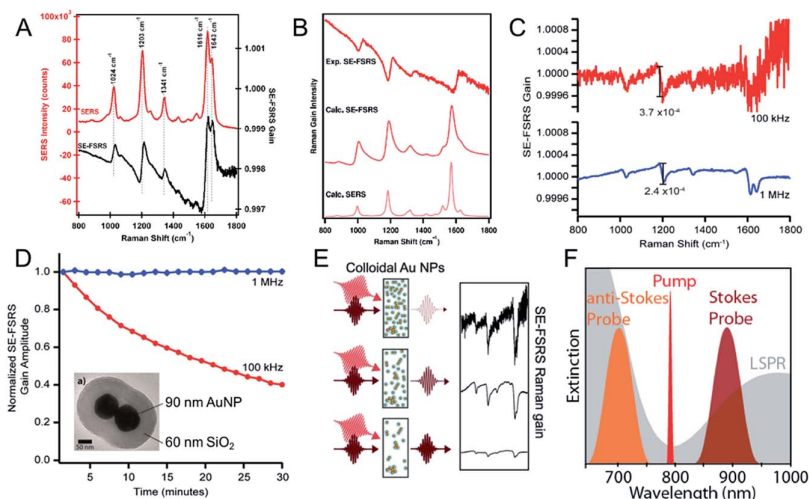 A
SERS Intensity (counts)
100x10³
80
60
40
20
0
-20
-40
-60
1024 cm⁻¹
1203 cm⁻¹
1341 cm⁻¹
1616 cm⁻¹
1643 cm⁻¹
SERS
SE-FSRS
1.001
1.000
0.999
0.998
0.997
SE-FSRS Gain
800 1000 1200 1400 1600 1800
Raman Shift (cm⁻¹)
B
Raman Gain Intensity
Exp. SE-FSRS
Calc. SE-FSRS
Calc. SERS
800 1000 1200 1400 1600 1800
Raman Shift (cm⁻¹)
C
SE-FSRS Gain
1.0008
1.0004
1.000
0.9996
3.7 x10⁻⁴
100 kHz
1.0008
1.0004
1.000
0.9996
2.4 x10⁻⁴
1 MHz
800 1000 1200 1400 1600 1800
Raman Shift (cm⁻¹)
D
Normalized SE-FSRS
Gain Amplitude
1.0
0.8
0.6
0.4
0.2
0.0
1 MHz
100 kHz
a)
90 nm AuNP
60 nm SiO₂
50 nm
5 10 15 20 25 30
Time (minutes)
E
Colloidal Au NPs
SE-FSRS Raman gain
F
Extinction
anti-Stokes
Probe
Pump
Stokes
Probe
LSPR
700 800 900 1000
Wavelength (nm)